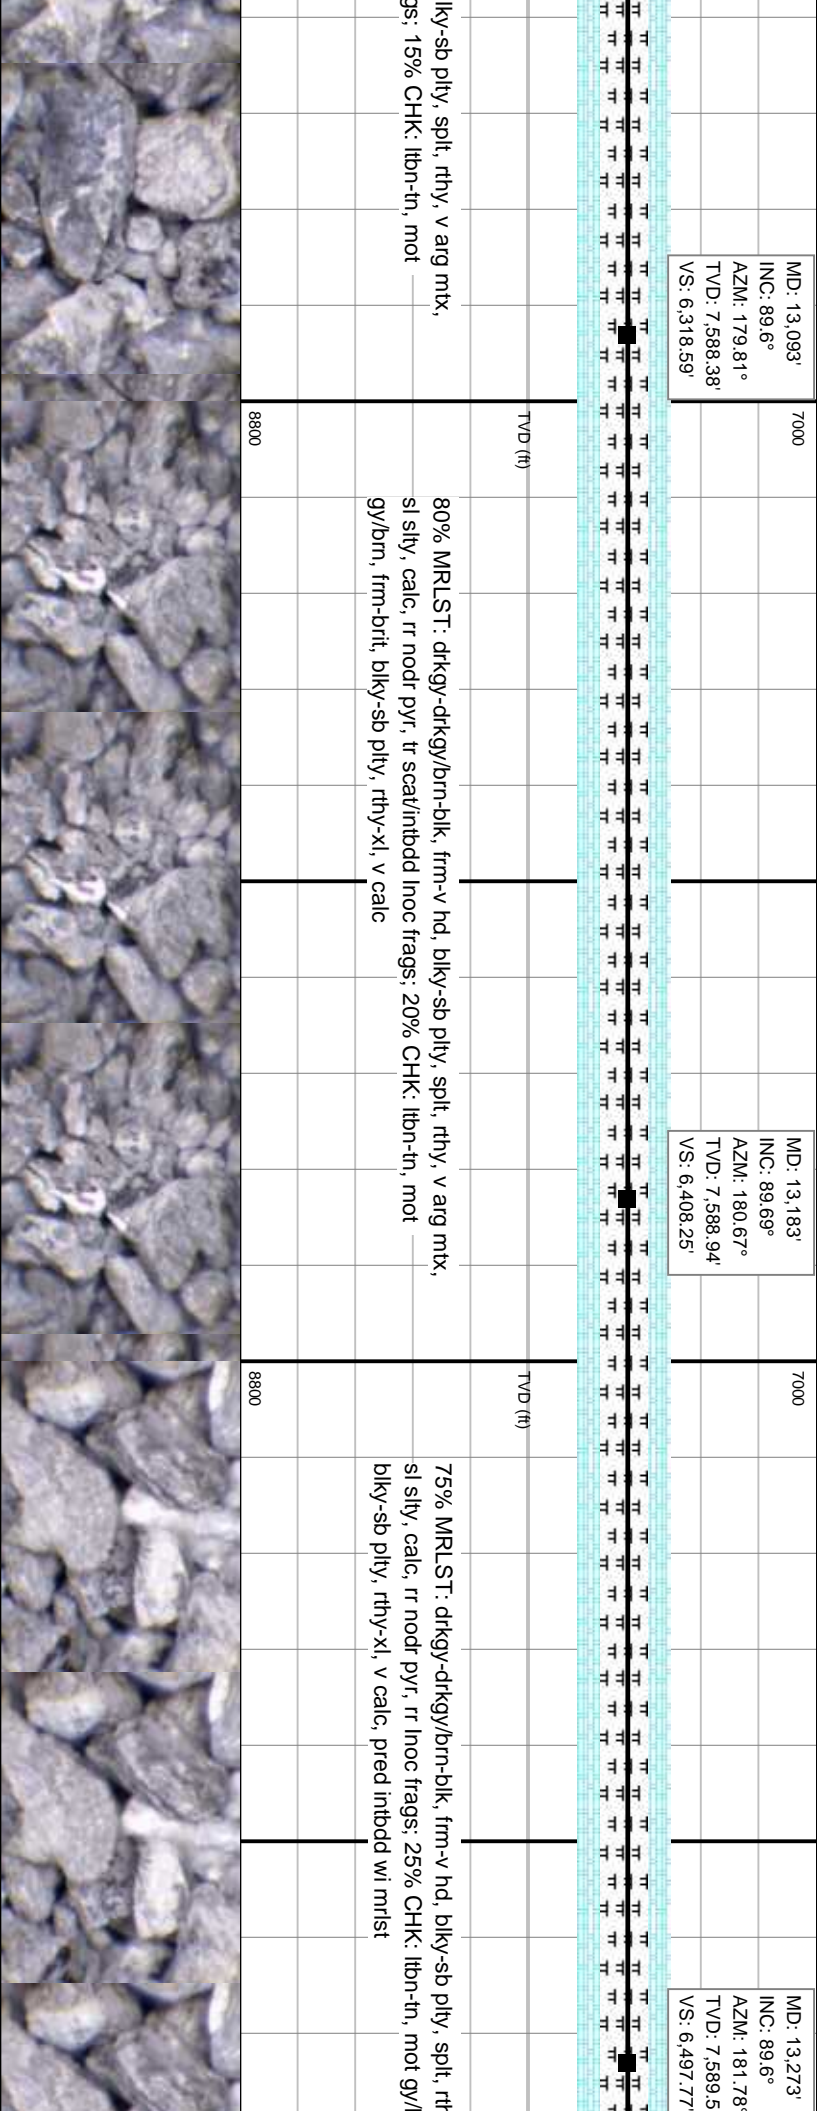 lky-sb plty, splt, rthy, v arg mtx,
gs; 15% CHK: ltbn-tn, mot
MD: 13,093'
INC: 89.6°
AZM: 179.81°
TVD: 7,588.38'
VS: 6,318.59'
7000
TVD (ft)
8800
80% MRLST: drkgy-drkgy/brn-blk, frm-v hd, blky-sb plty, splt, rthy, v arg mtx,
sl slty, calc, rr nodr pyr, tr scat/intbdd Inoc frags; 20% CHK: ltbn-tn, mot
gy/brn, frm-brit, blky-sb plty, rthy-xl, v calc
MD: 13,183'
INC: 89.69°
AZM: 180.67°
TVD: 7,588.94'
VS: 6,408.25'
7000
TVD (ft)
8800
75% MRLST: drkgy-drkgy/brn-blk, frm-v hd, blky-sb plty, splt, rth
sl slty, calc, rr nodr pyr, rr Inoc frags; 25% CHK: ltbn-tn, mot gy/
blky-sb plty, rthy-xl, v calc, pred intbdd wi mrlst
MD: 13,273'
INC: 89.6°
AZM: 181.78°
TVD: 7,589.5
VS: 6,497.77'